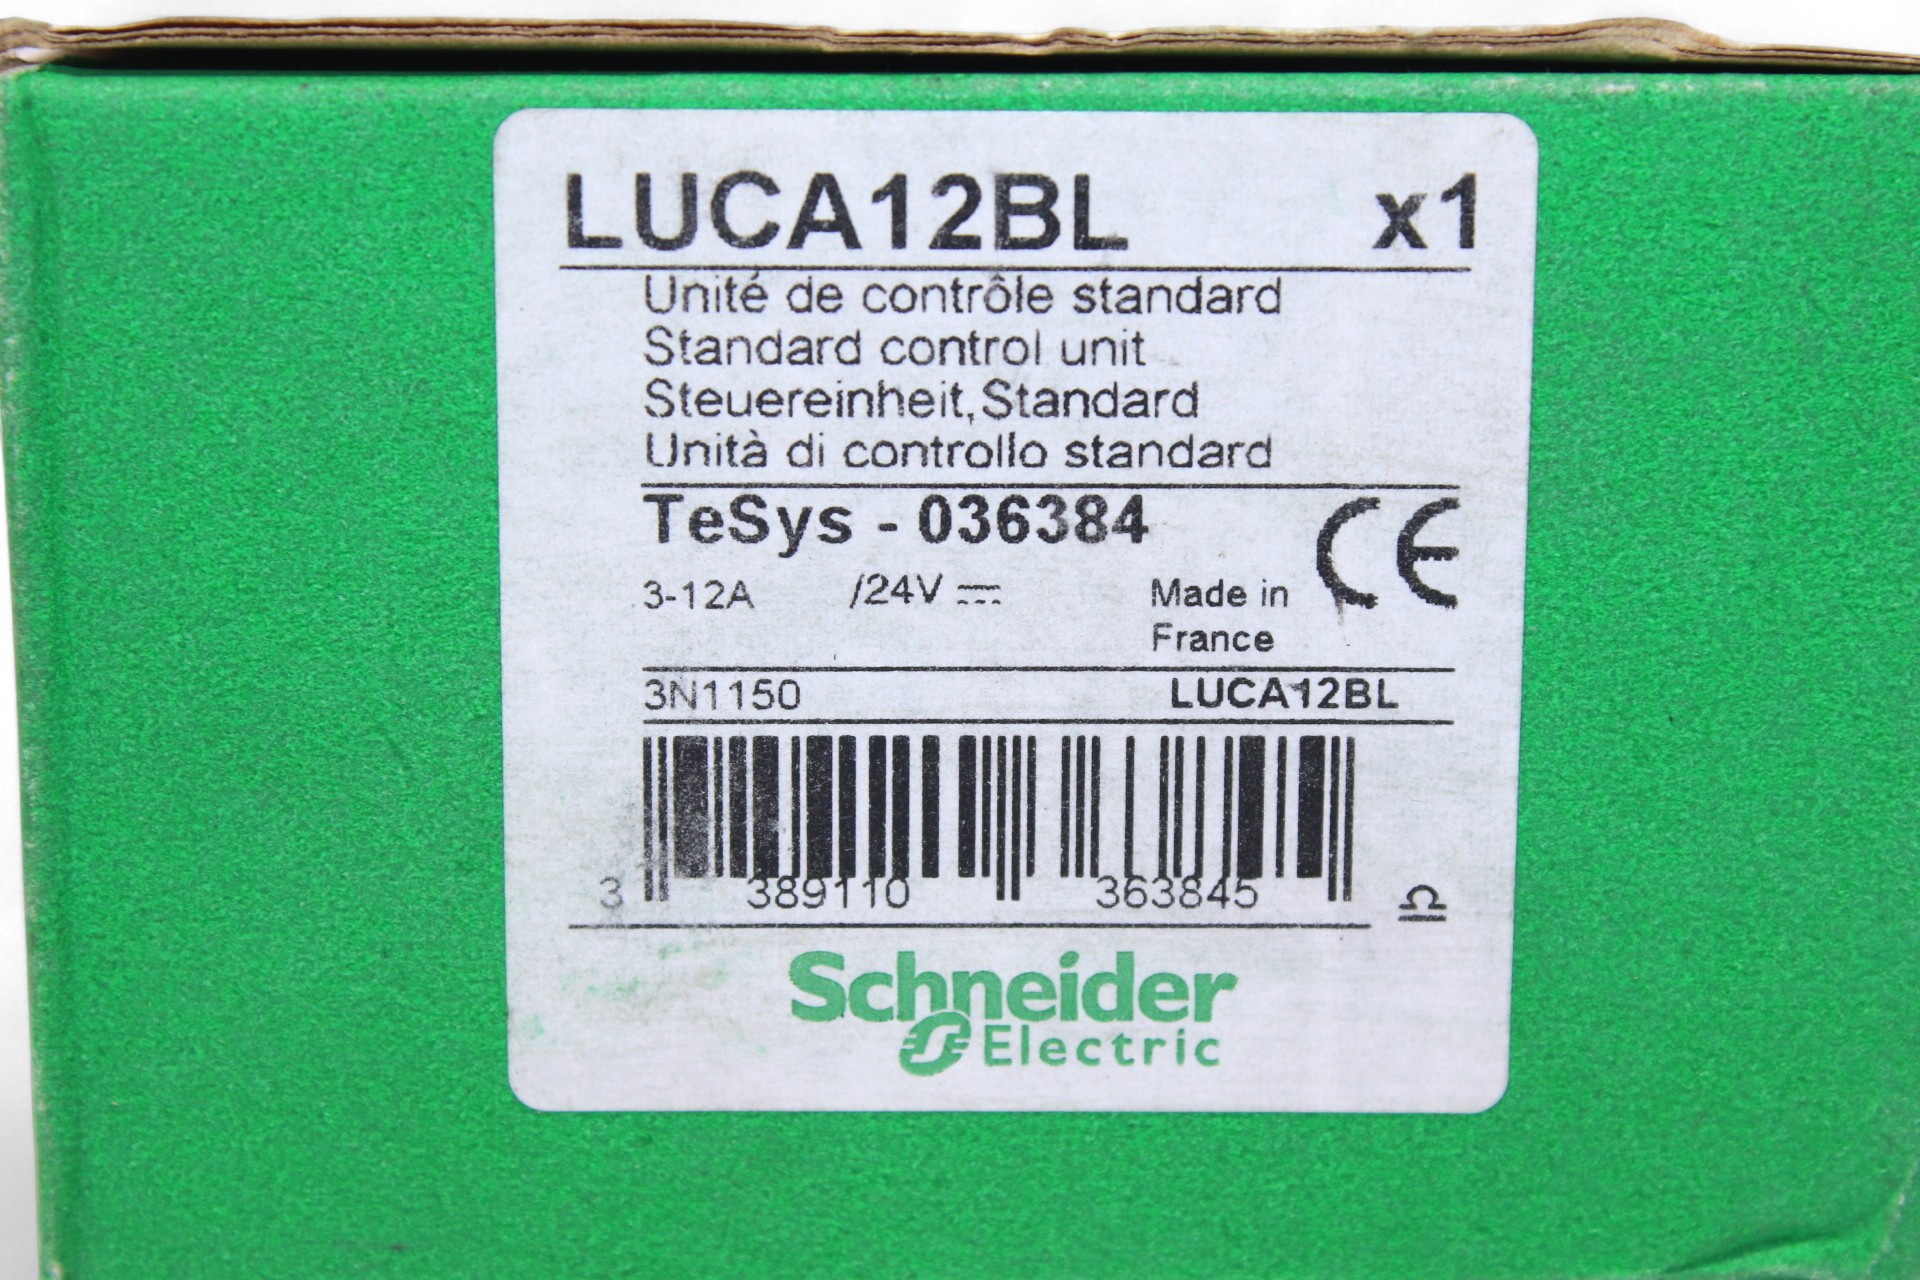 LUCA12BL x1
Unité de contrôle standard
Standard control unit
Steuereinheit,Standard
Unità di controllo standard
TeSys - 036384 CE
3-12A /24V ⎓ Made in
France
3N1150 LUCA12BL
3 389110 363845
Schneider
Electric